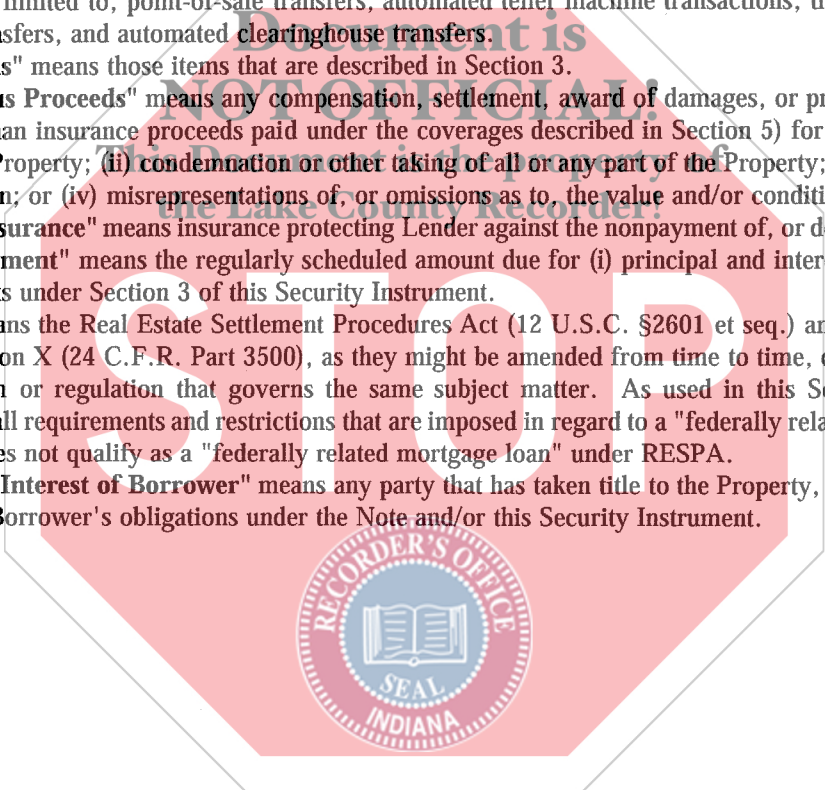 limited to, point-of-sale transfers, automated teller machine transactions,
sfers, and automated clearinghouse transfers.
s" means those items that are described in Section 3.
us Proceeds" means any compensation, settlement, award of damages, or pr
an insurance proceeds paid under the coverages described in Section 5) for
Property; (ii) condemnation or other taking of all or any part of the Property;
n; or (iv) misrepresentations of, or omissions as to, the value and/or conditi
surance" means insurance protecting Lender against the nonpayment of, or d
ment" means the regularly scheduled amount due for (i) principal and inter
s under Section 3 of this Security Instrument.
ans the Real Estate Settlement Procedures Act (12 U.S.C. §2601 et seq.) an
on X (24 C.F.R. Part 3500), as they might be amended from time to time,
n or regulation that governs the same subject matter. As used in this Se
ll requirements and restrictions that are imposed in regard to a "federally rela
es not qualify as a "federally related mortgage loan" under RESPA.
Interest of Borrower" means any party that has taken title to the Property,
Borrower's obligations under the Note and/or this Security Instrument.
Document is
NOT OFFICIAL!
This Document is the property of
the Lake County Recorder!
STOP
RECORDER'S OFFICE
SEAL
INDIANA